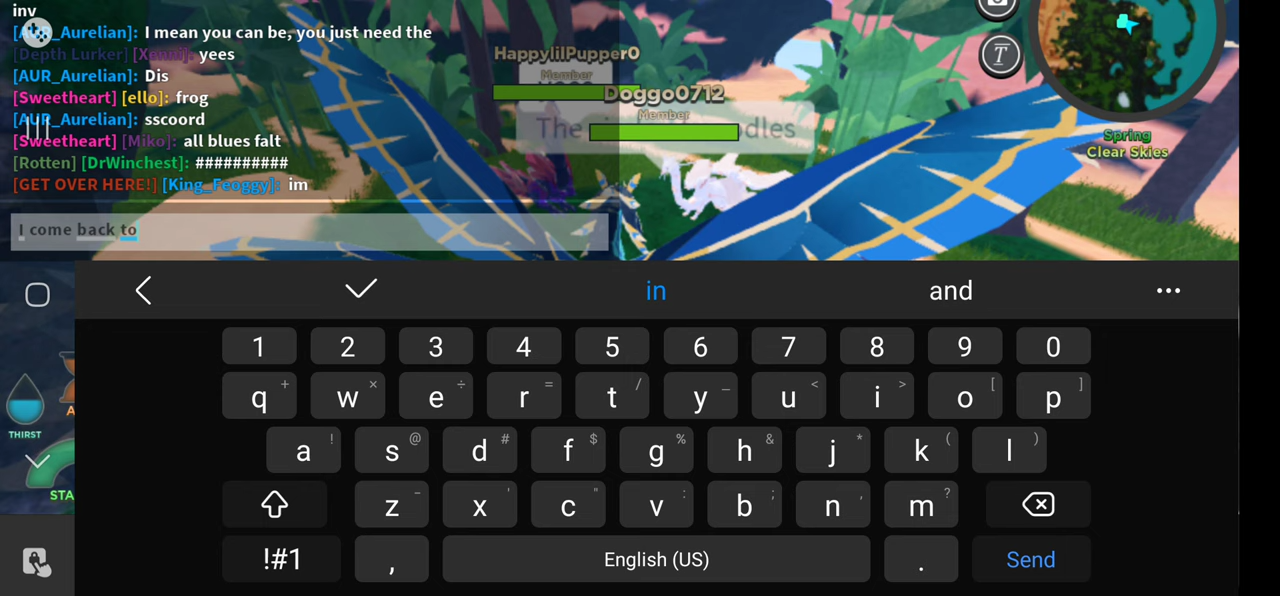 inv
[AUR_Aurelian]: I mean you can be, you just need the
[Depth Lurker] yees
[AUR_Aurelian]: Dis
[Sweetheart] [ello]: frog
[AUR_Aurelian]: sscoord
[Sweetheart] [Miko]: all blues falt
[Rotten] [DrWinchest]: ##########
[GET OVER HERE!] [King_Feoggy]: im
I come back to
HappylilPupper0
Member
Doggo0712
Member
The
T
Spring
Clear Skies
THIRST
STA
in and •••
1 2 3 4 5 6 7 8 9 0
q + w × e ÷ r = t / y _ u < i > o [ p ]
a ! s @ d # f $ g % h & j * k ( l )
z - x ' c " v : b ; n , m ?
!#1 , English (US) . Send